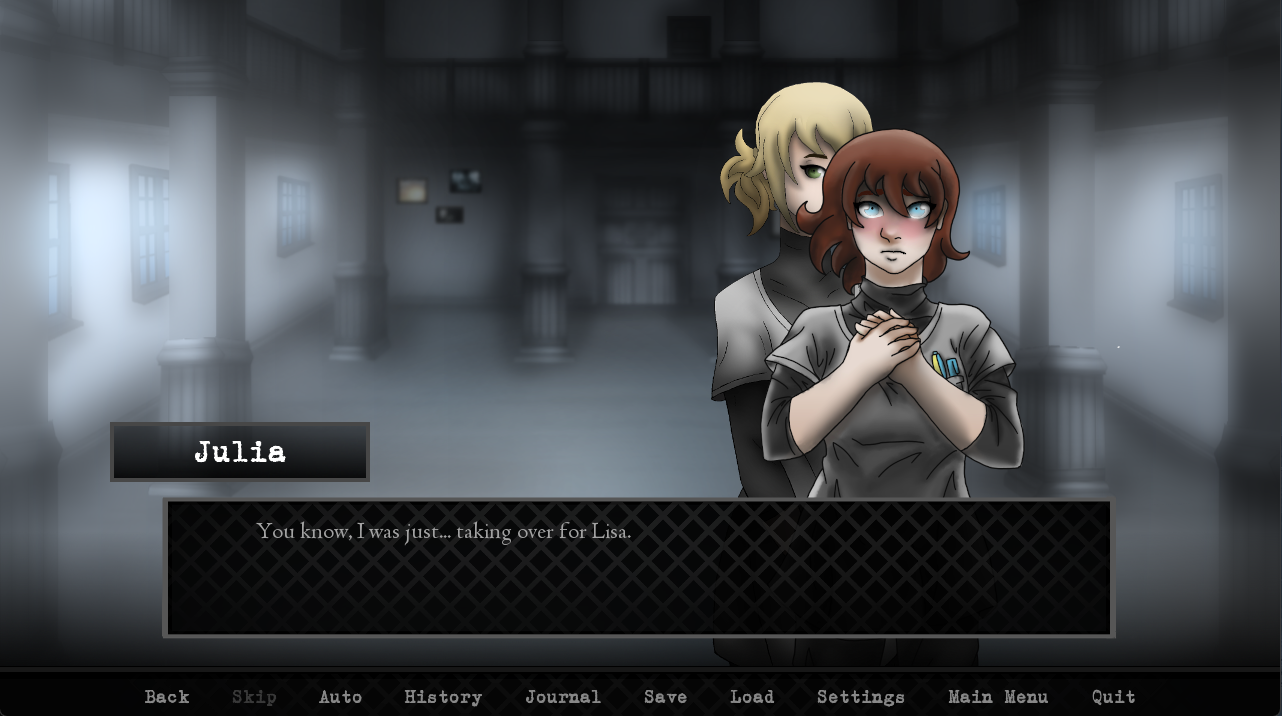 Julia
You know, I was just... taking over for Lisa.
Back Skip Auto History Journal Save Load Settings Main Menu Quit